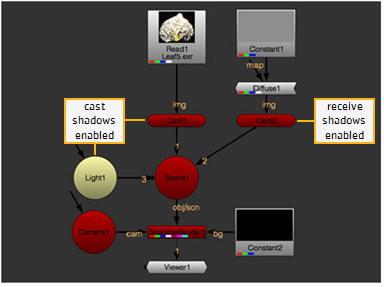 Read1
Leaf5.exr
Constant1
map
Diffuse1
img
img
cast
shadows
enabled
Card1
Card2
receive
shadows
enabled
1
2
Light1
3
Scene1
obj/scn
Camera1
cam
ScanlineRender1
bg
Constant2
1
Viewer1